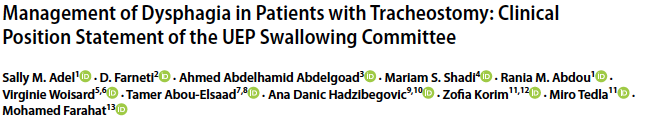 Management of Dysphagia in Patients with Tracheostomy: Clinical
Position Statement of the UEP Swallowing Committee
Sally M. Adel¹ · D. Farneti² · Ahmed Abdelhamid Abdelgoad³ · Mariam S. Shadi⁴ · Rania M. Abdou¹ ·
Virginie Woisard⁵,⁶ · Tamer Abou-Elsaad⁷,⁸ · Ana Danic Hadzibegovic⁹,¹⁰ · Zofia Korim¹¹,¹² · Miro Tedla¹¹ ·
Mohamed Farahat¹³